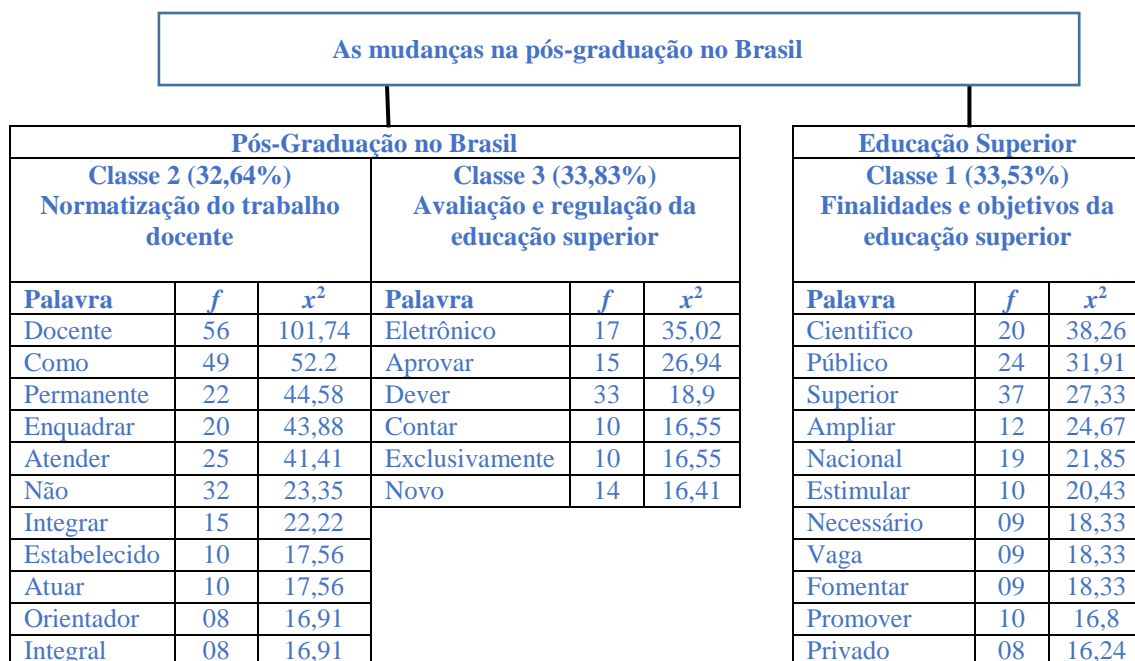 As mudanças na pós-graduação no Brasil
Pós-Graduação no Brasil
Classe 2 (32,64%)
Normatização do trabalho
docente
Classe 3 (33,83%)
Avaliação e regulação da
educação superior
Palavra f x² Palavra f x²
Docente 56 101,74 Eletrônico 17 35,02
Como 49 52.2 Aprovar 15 26,94
Permanente 22 44,58 Dever 33 18,9
Enquadrar 20 43,88 Contar 10 16,55
Atender 25 41,41 Exclusivamente 10 16,55
Não 32 23,35 Novo 14 16,41
Integrar 15 22,22
Estabelecido 10 17,56
Atuar 10 17,56
Orientador 08 16,91
Integral 08 16,91
Educação Superior
Classe 1 (33,53%)
Finalidades e objetivos da
educação superior
Palavra f x²
Cientifico 20 38,26
Público 24 31,91
Superior 37 27,33
Ampliar 12 24,67
Nacional 19 21,85
Estimular 10 20,43
Necessário 09 18,33
Vaga 09 18,33
Fomentar 09 18,33
Promover 10 16,8
Privado 08 16,24